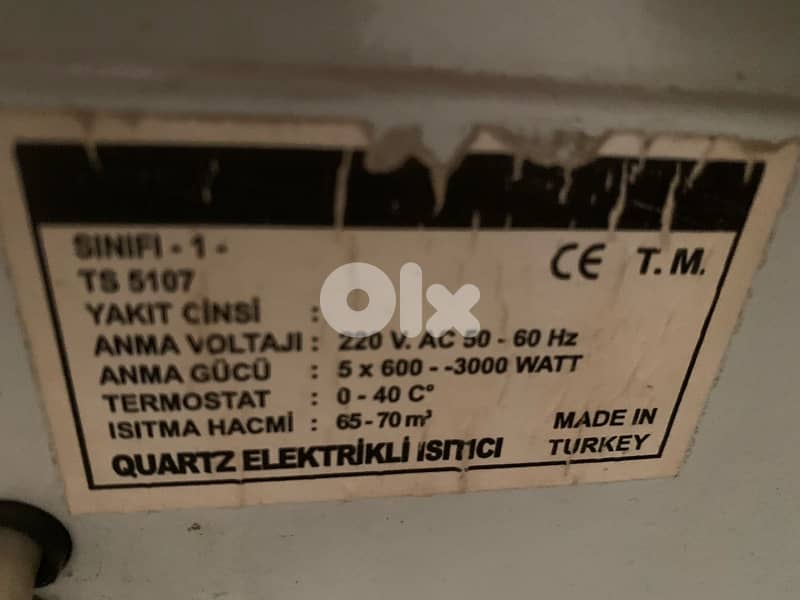 SINIFI - 1 -
TS 5107
CE T. M.
YAKIT CİNSİ :
ANMA VOLTAJI : 220 V. AC 50 - 60 Hz
ANMA GÜCÜ : 5 x 600 - -3000 WATT
TERMOSTAT : 0 - 40 C°
ISITMA HACMİ : 65-70 m³
QUARTZ ELEKTRİKLİ ISITICI
MADE IN
TURKEY
OLX